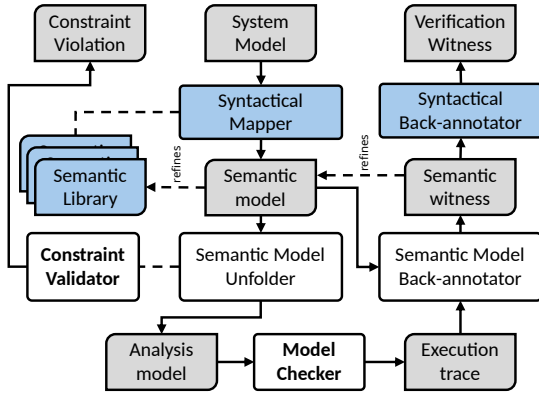 Constraint
Violation
System
Model
Verification
Witness
Syntactical
Mapper
Syntactical
Back-annotator
Semantic
Library
refines
Semantic
model
refines
Semantic
witness
Constraint
Validator
Semantic Model
Unfolder
Semantic Model
Back-annotator
Analysis
model
Model
Checker
Execution
trace